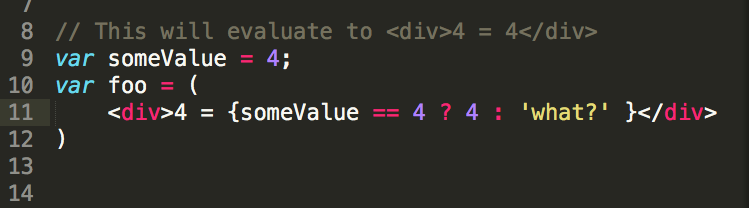 7
8 // This will evaluate to <div>4 = 4</div>
9 var someValue = 4;
10 var foo = (
11 <div>4 = {someValue == 4 ? 4 : 'what?' }</div>
12 )
13
14